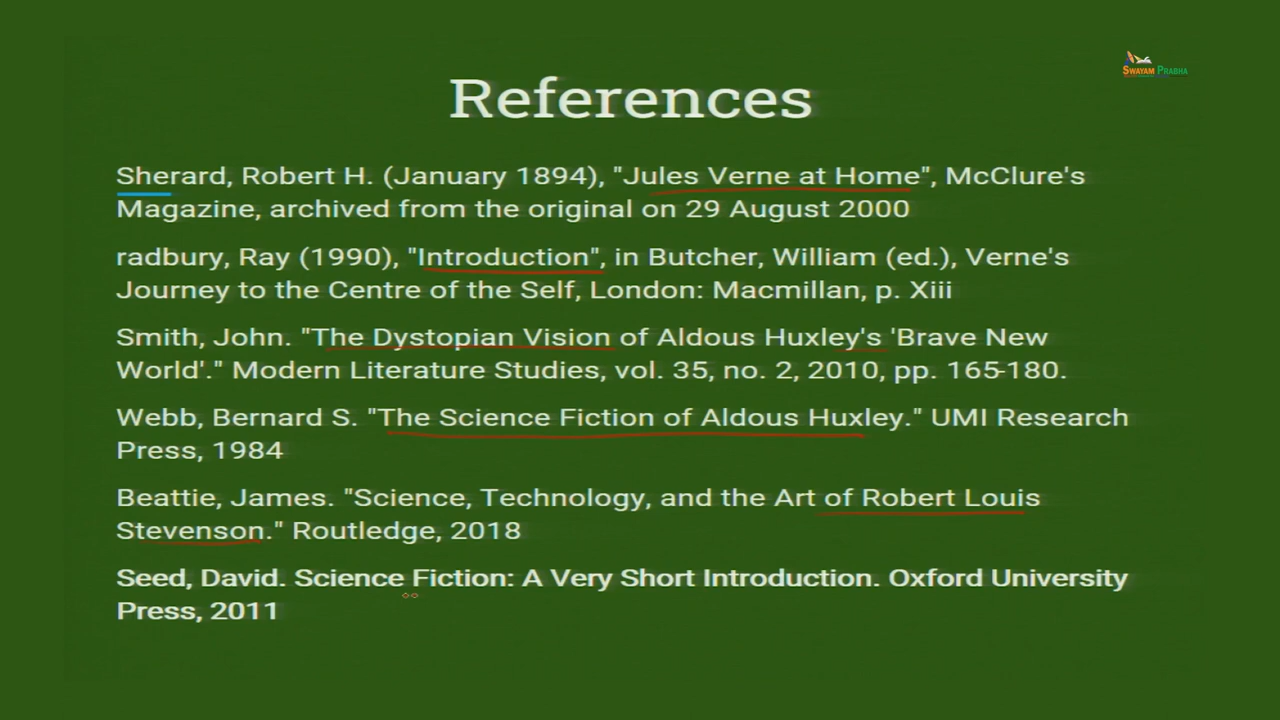 SWAYAM PRABHA
References
Sherard, Robert H. (January 1894), "Jules Verne at Home", McClure's
Magazine, archived from the original on 29 August 2000
radbury, Ray (1990), "Introduction", in Butcher, William (ed.), Verne's
Journey to the Centre of the Self, London: Macmillan, p. Xiii
Smith, John. "The Dystopian Vision of Aldous Huxley's 'Brave New
World'." Modern Literature Studies, vol. 35, no. 2, 2010, pp. 165-180.
Webb, Bernard S. "The Science Fiction of Aldous Huxley." UMI Research
Press, 1984
Beattie, James. "Science, Technology, and the Art of Robert Louis
Stevenson." Routledge, 2018
Seed, David. Science Fiction: A Very Short Introduction. Oxford University
Press, 2011